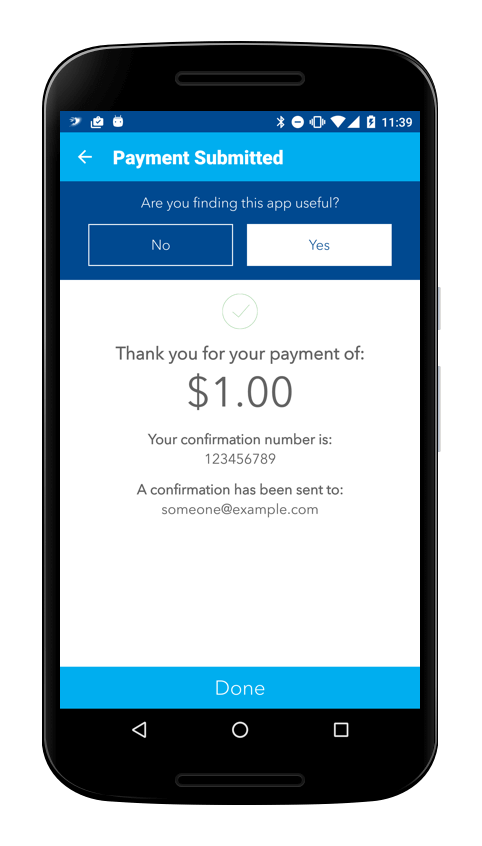 11:39
Payment Submitted
Are you finding this app useful?
No
Yes
Thank you for your payment of:
$1.00
Your confirmation number is:
123456789
A confirmation has been sent to:
someone@example.com
Done